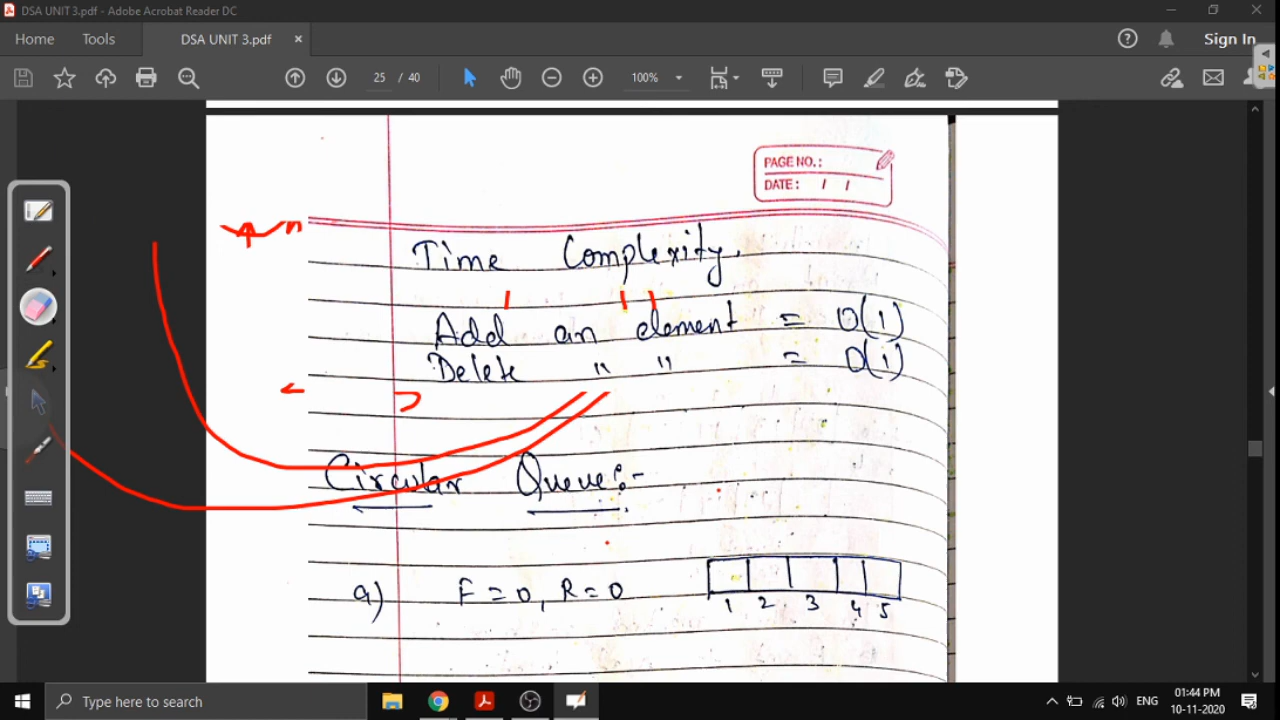 DSA UNIT 3.pdf - Adobe Acrobat Reader DC
Home Tools DSA UNIT 3.pdf × Sign In
25 / 40 100%
PAGE NO.:
DATE: / /
Time Complexity.
Add an element = O(1)
Delete " " = O(1)
Circular Queue:-
a) F = 0, R = 0
1 2 3 4 5
Type here to search
ENG
01:44 PM
10-11-2020